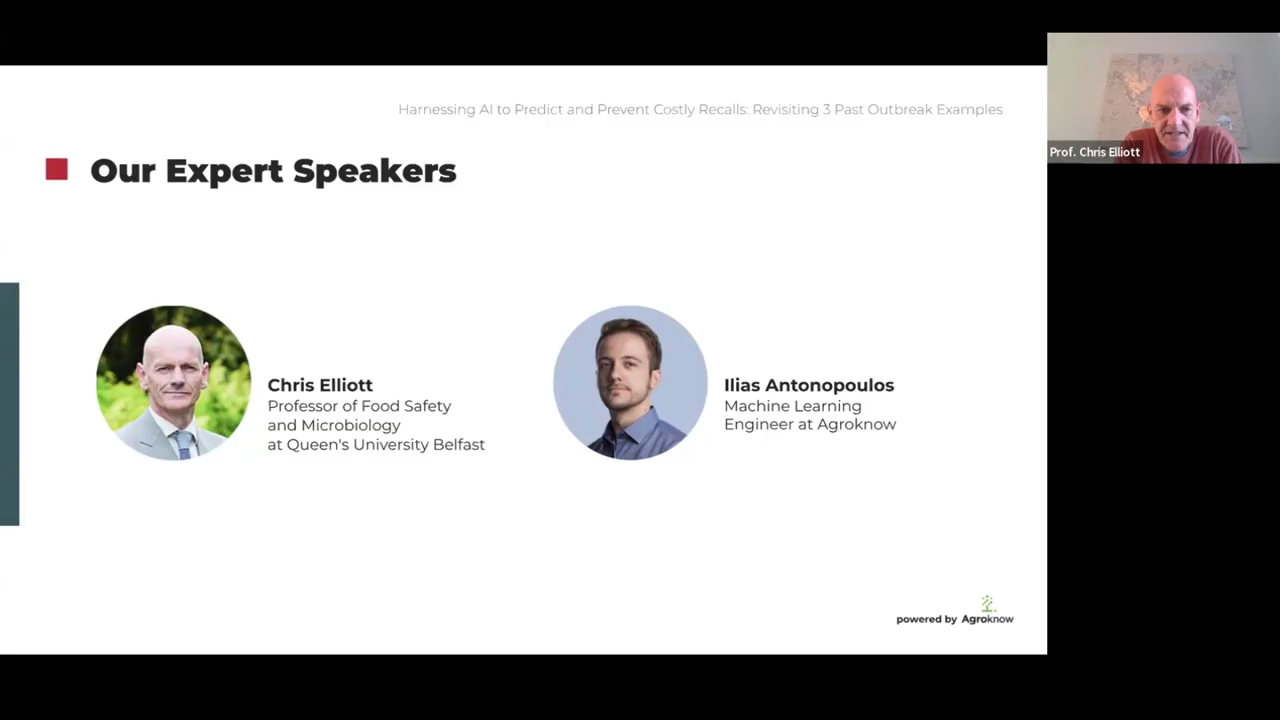 Harnessing AI to Predict and Prevent Costly Recalls: Revisiting 3 Past Outbreak Examples
Our Expert Speakers
Chris Elliott
Professor of Food Safety
and Microbiology
at Queen's University Belfast
Ilias Antonopoulos
Machine Learning
Engineer at Agroknow
powered by Agroknow
Prof. Chris Elliott